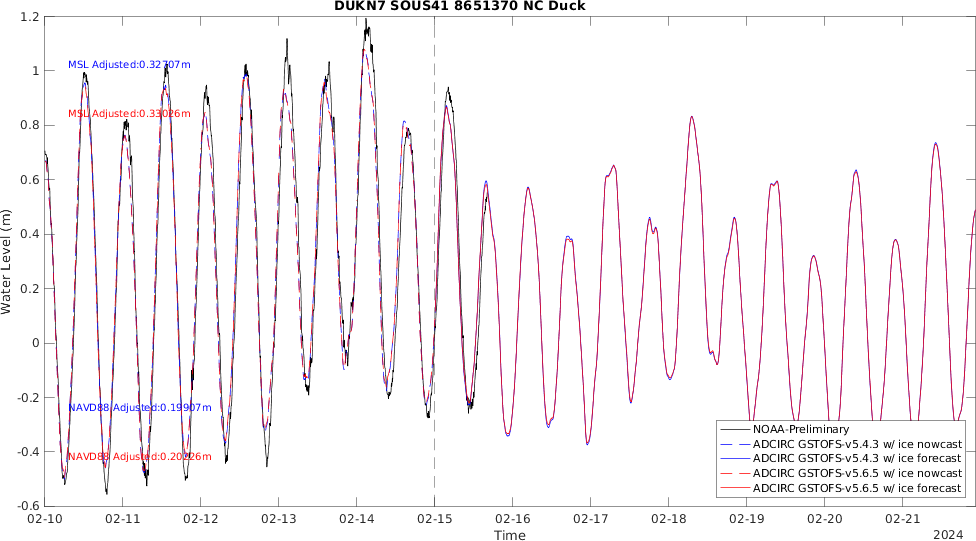 DUKN7 SOUS41 8651370 NC Duck
1.2
1
0.8
0.6
0.4
0.2
0
-0.2
-0.4
-0.6
Water Level (m)
MSL Adjusted:0.32707m
MSL Adjusted:0.33026m
NAVD88 Adjusted:0.19907m
NAVD88 Adjusted:0.20226m
NOAA-Preliminary
ADCIRC GSTOFS-v5.4.3 w/ ice nowcast
ADCIRC GSTOFS-v5.4.3 w/ ice forecast
ADCIRC GSTOFS-v5.6.5 w/ ice nowcast
ADCIRC GSTOFS-v5.6.5 w/ ice forecast
02-10 02-11 02-12 02-13 02-14 02-15 02-16 02-17 02-18 02-19 02-20 02-21
Time
2024